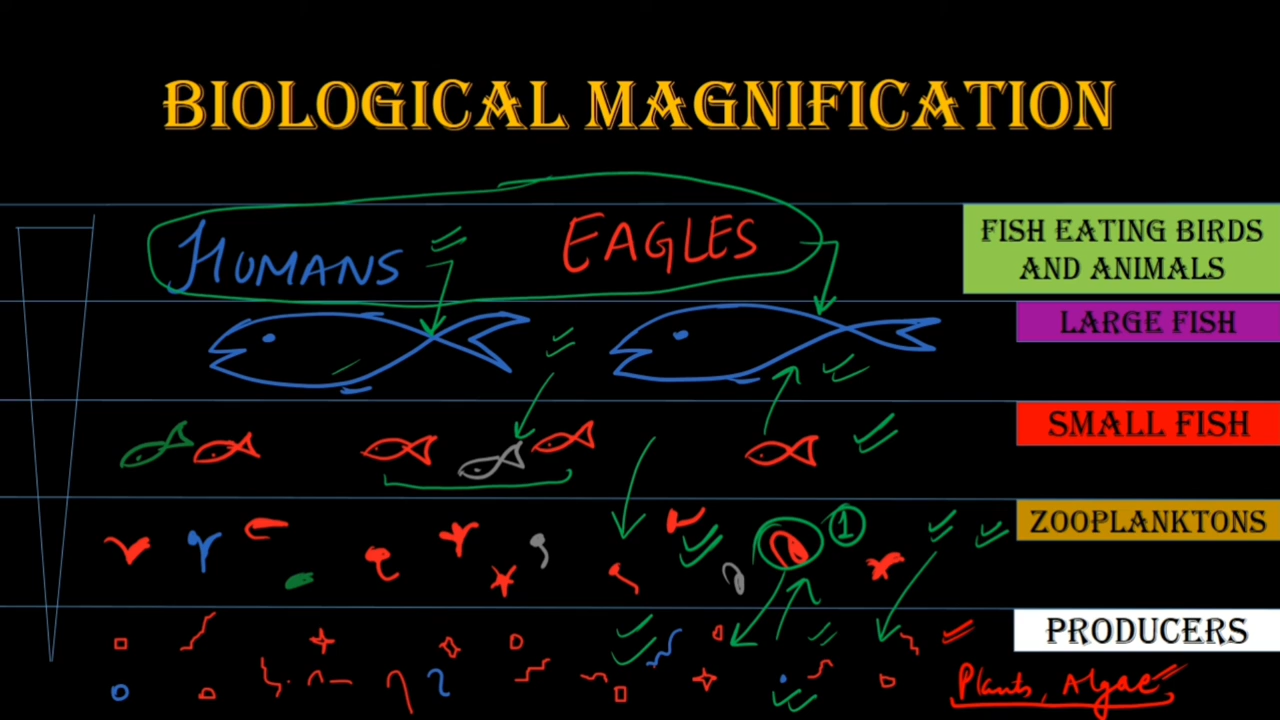 BIOLOGICAL MAGNIFICATION
HUMANS
EAGLES
FISH EATING BIRDS
AND ANIMALS
LARGE FISH
SMALL FISH
1
ZOOPLANKTONS
PRODUCERS
Plants, Algae